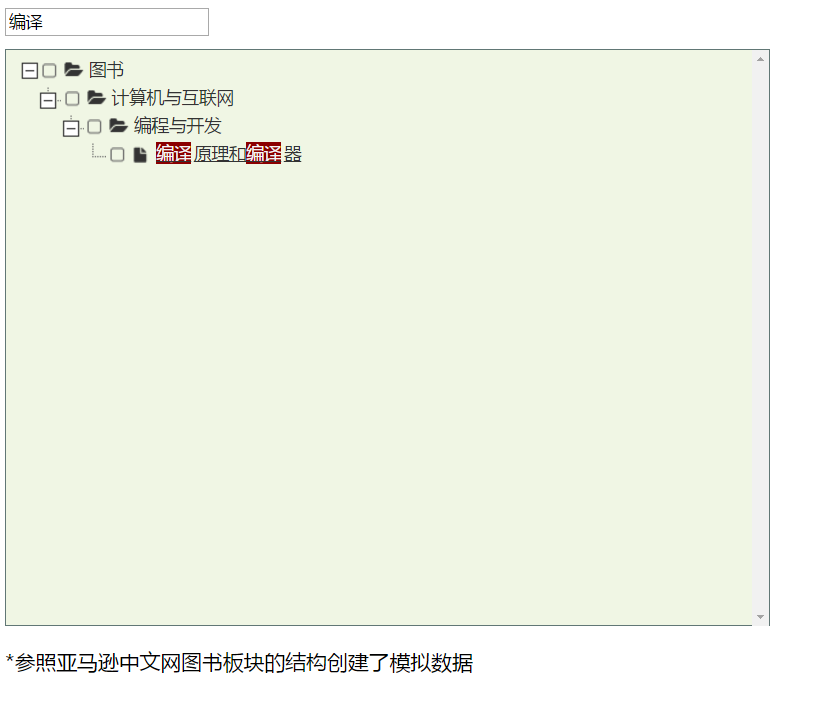 编译
图书
计算机与互联网
编程与开发
编译原理和编译器
*参照亚马逊中文网图书板块的结构创建了模拟数据